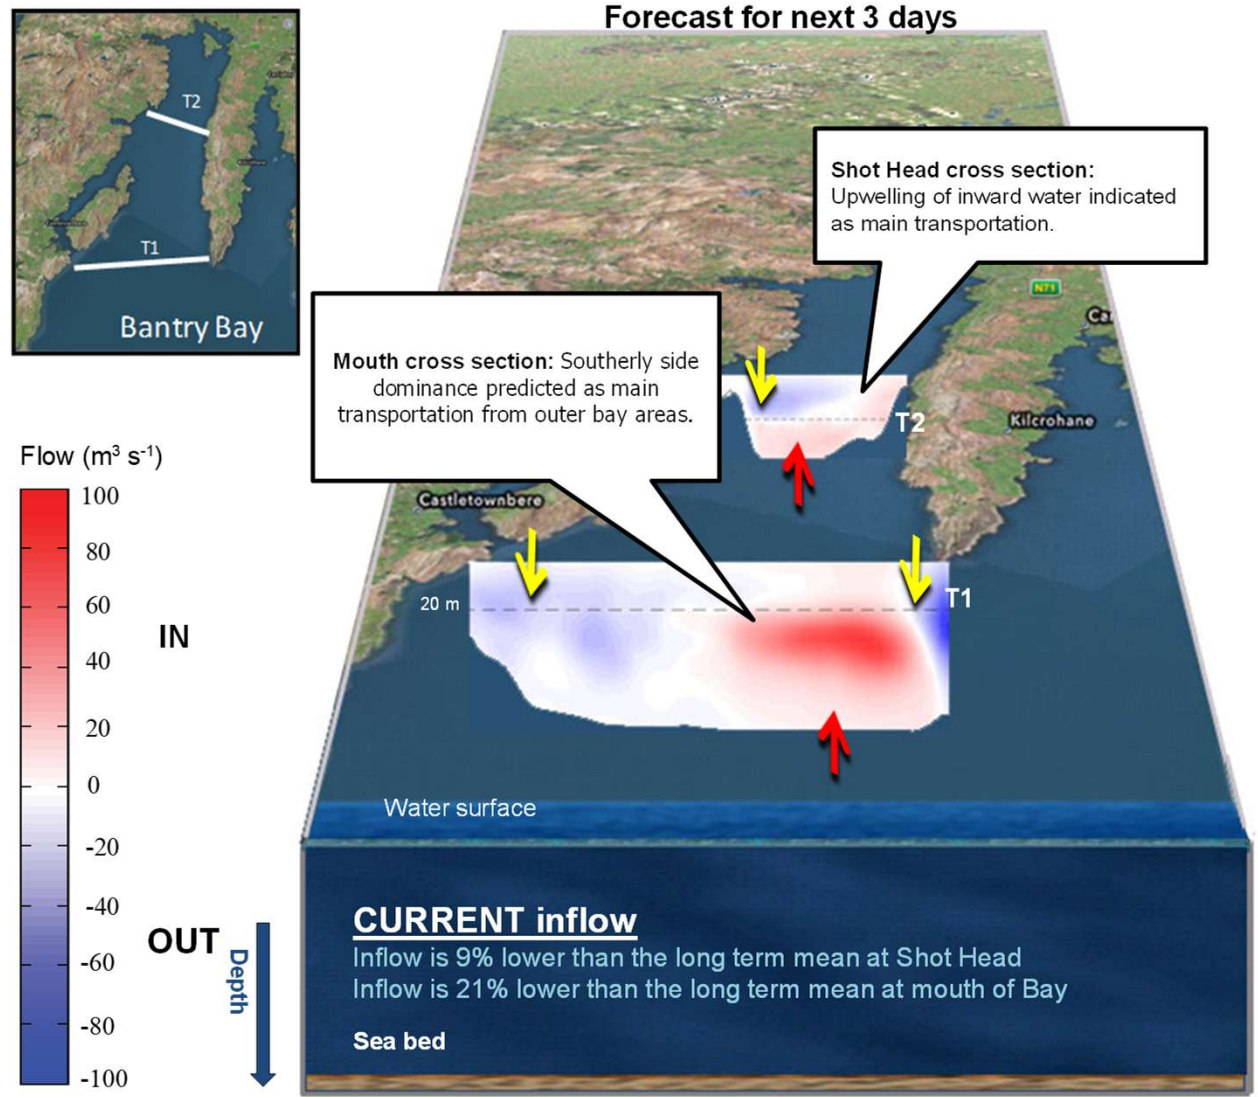 Forecast for next 3 days
T2
T1
Bantry Bay
Shot Head cross section:
Upwelling of inward water indicated
as main transportation.
N71
Mouth cross section: Southerly side
dominance predicted as main
transportation from outer bay areas.
T2
Kilcrohane
Castletownbere
Flow (m³ s⁻¹)
100
80
60
40
20
0
-20
-40
-60
-80
-100
IN
OUT
Depth
20 m
T1
Water surface
CURRENT inflow
Inflow is 9% lower than the long term mean at Shot Head
Inflow is 21% lower than the long term mean at mouth of Bay
Sea bed